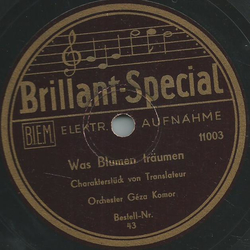 Brillant-Special
BIEM ELEKTR. AUFNAHME
11003
Was Blumen träumen
Charakterstück von Translateur
Orchester Géza Komor
Bestell-Nr.
43